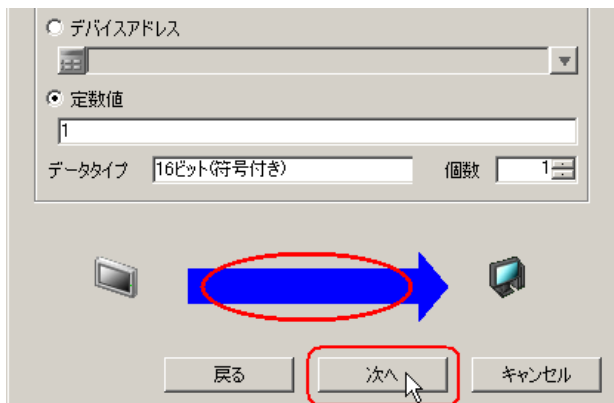 デバイスアドレス
定数値
1
データタイプ 16ビット(符号付き) 個数 1
戻る 次へ キャンセル